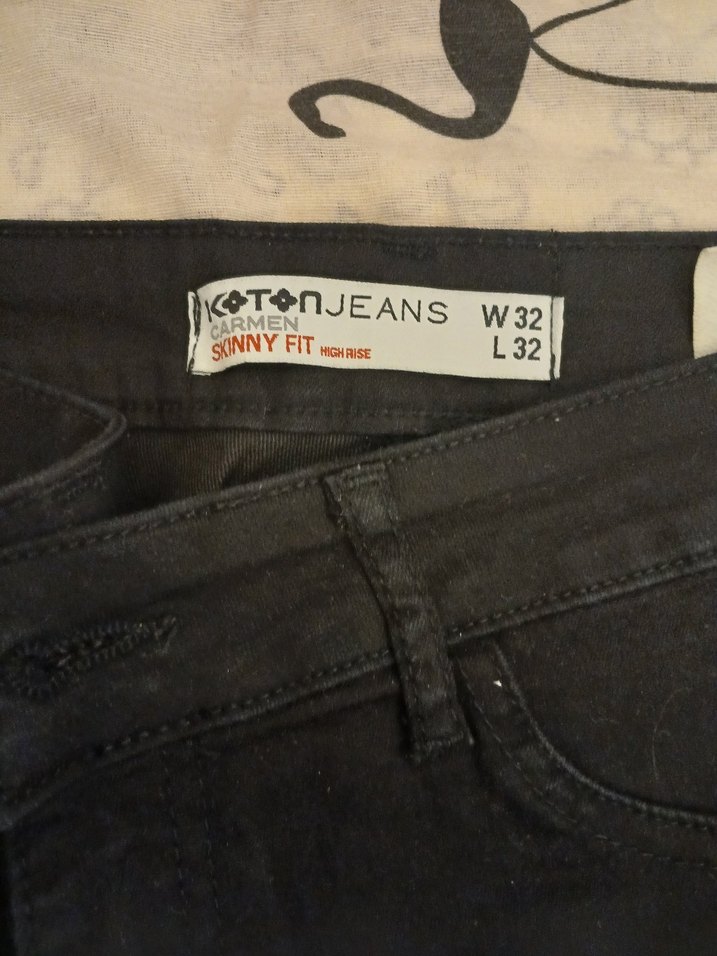 KOTON JEANS
CARMEN
SKINNY FIT HIGH RISE
W 32
L 32